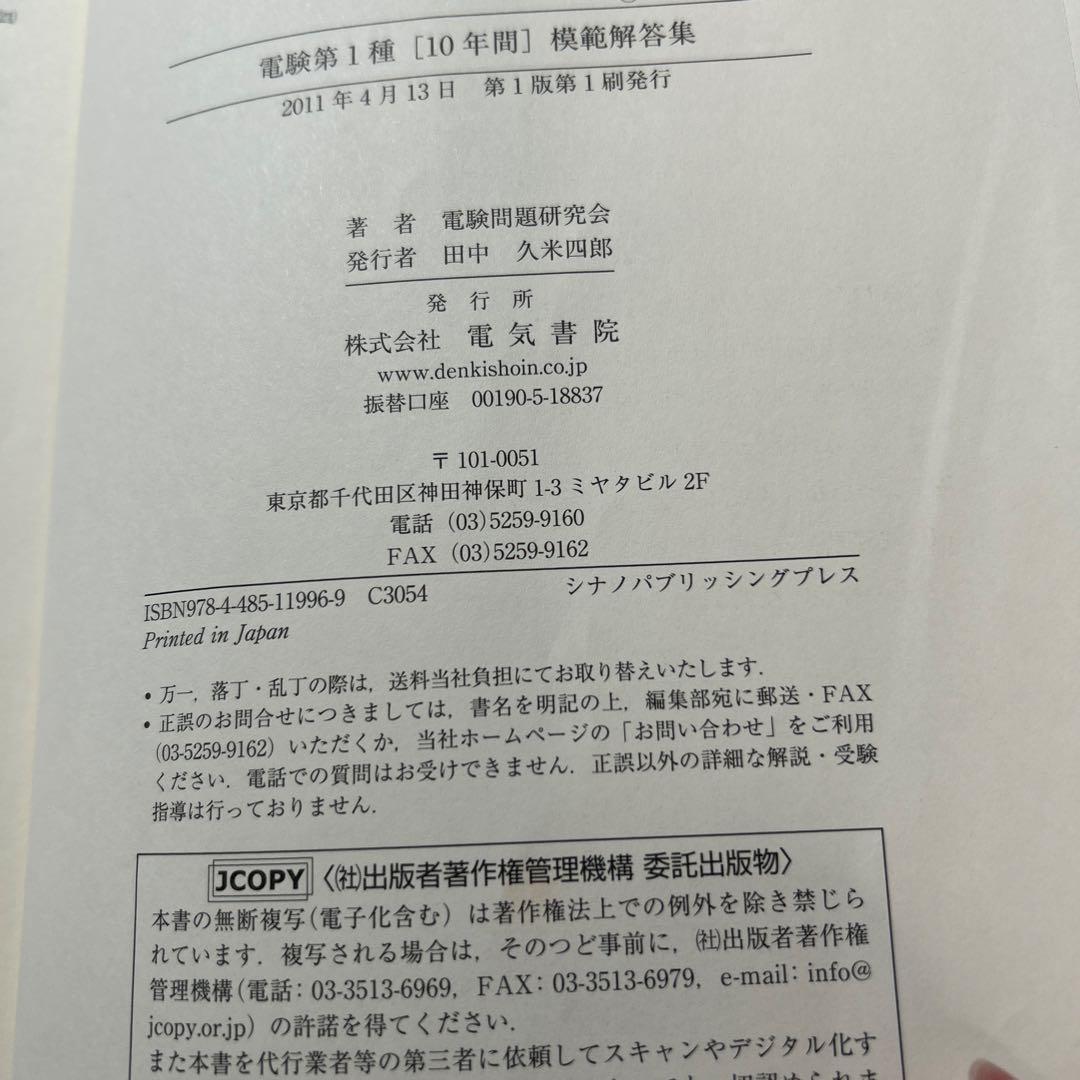 電験第1種［10年間］模範解答集
2011年4月13日　第1版第1刷発行
著　者　電験問題研究会
発行者　田中　久米四郎
発　行　所
株式会社　電 気 書 院
www.denkishoin.co.jp
振替口座　00190-5-18837
〒101-0051
東京都千代田区神田神保町1-3ミヤタビル2F
電話（03)5259-9160
FAX（03)5259-9162
ISBN978-4-485-11996-9　C3054　シナノパブリッシングプレス
Printed in Japan
• 万一，落丁・乱丁の際は，送料当社負担にてお取り替えいたします．
• 正誤のお問合せにつきましては，書名を明記の上，編集部宛に郵送・FAX
(03-5259-9162）いただくか，当社ホームページの「お問い合わせ」をご利用
ください．電話での質問はお受けできません．正誤以外の詳細な解説・受験
指導は行っておりません．
JCOPY〈㈳出版者著作権管理機構 委託出版物〉
本書の無断複写(電子化含む）は著作権法上での例外を除き禁じら
れています．複写される場合は，そのつど事前に，㈳出版者著作権
管理機構(電話：03-3513-6969，FAX：03-3513-6979，e-mail：info@
jcopy.or.jp）の許諾を得てください．
また本書を代行業者等の第三者に依頼してスキャンやデジタル化す